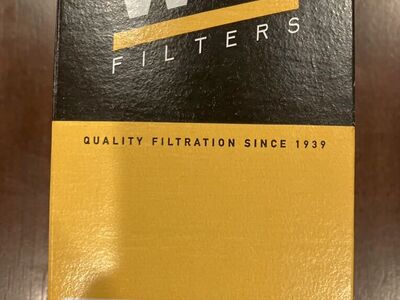 FILTERS
QUALITY FILTRATION SINCE 1939